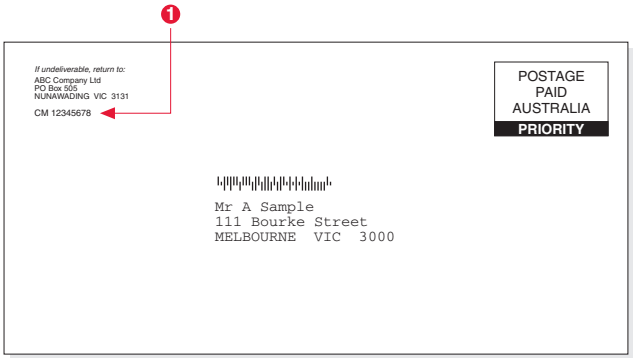 1
If undeliverable, return to:
ABC Company Ltd
PO Box 505
NUNAWADING VIC 3131
CM 12345678
POSTAGE
PAID
AUSTRALIA
PRIORITY
Mr A Sample
111 Bourke Street
MELBOURNE VIC 3000